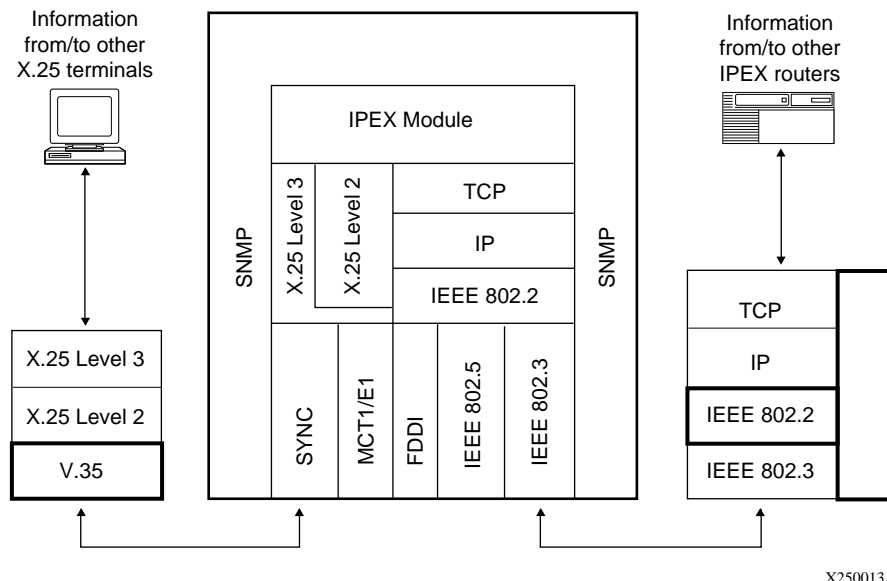 Information
from/to other
X.25 terminals
Information
from/to other
IPEX routers
IPEX Module
SNMP
X.25 Level 3
X.25 Level 2
TCP
IP
IEEE 802.2
SNMP
SYNC
MCT1/E1
FDDI
IEEE 802.5
IEEE 802.3
X.25 Level 3
X.25 Level 2
V.35
TCP
IP
IEEE 802.2
IEEE 802.3